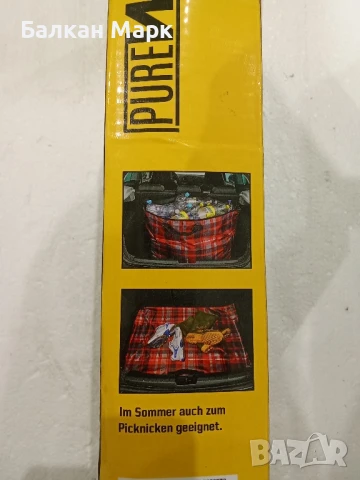 Балкан Марк
PURE
Im Sommer auch zum
Picknicken geeignet.
BAZAR